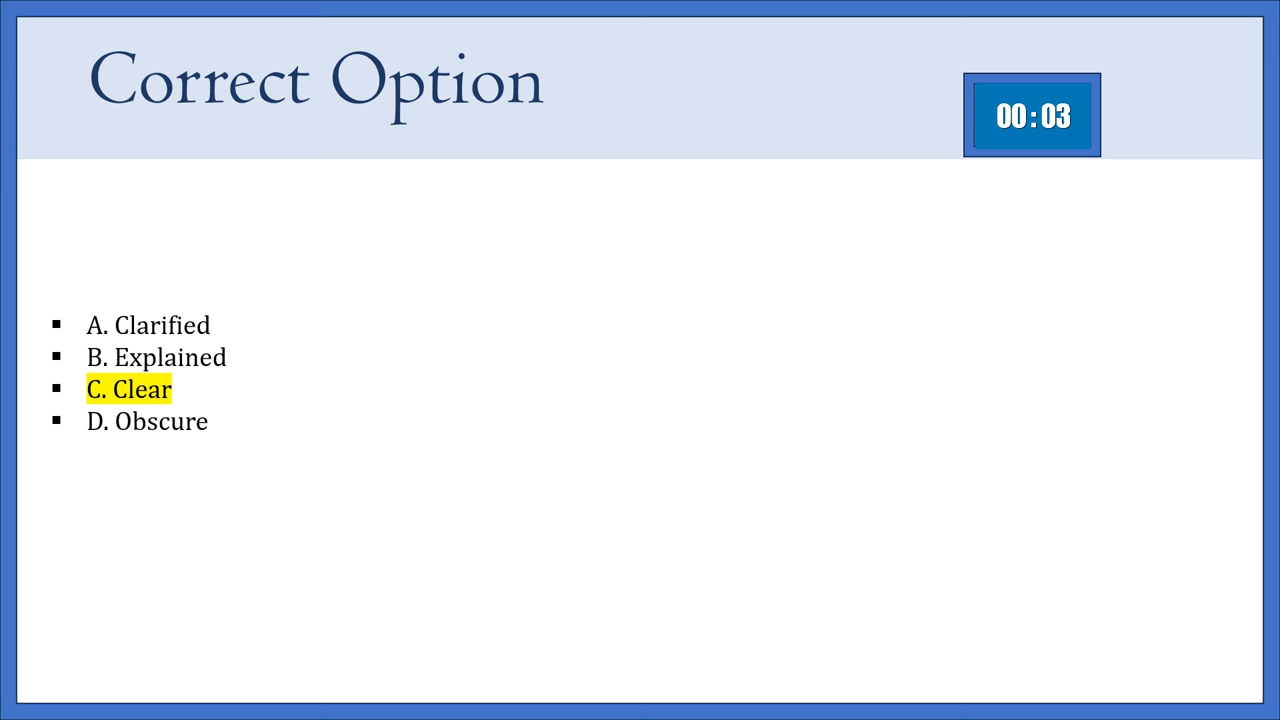 Correct Option
00:03
A. Clarified
B. Explained
C. Clear
D. Obscure